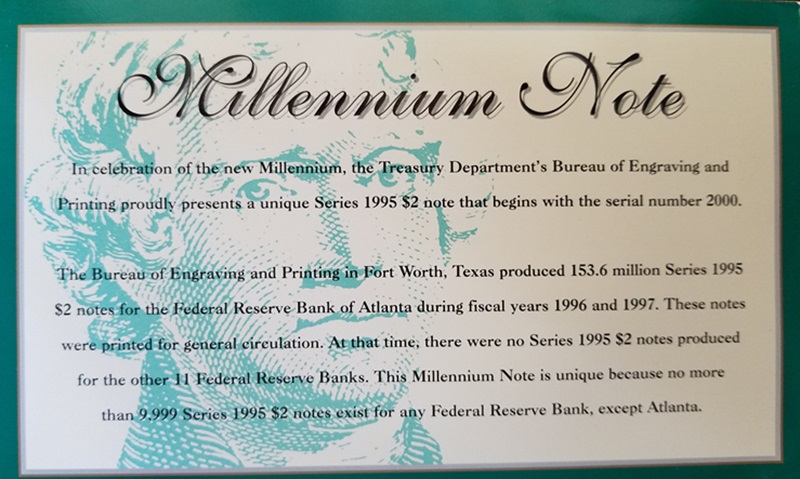 Millennium Note
In celebration of the new Millennium, the Treasury Department's Bureau of Engraving and
Printing proudly presents a unique Series 1995 $2 note that begins with the serial number 2000.
The Bureau of Engraving and Printing in Fort Worth, Texas produced 153.6 million Series 1995
$2 notes for the Federal Reserve Bank of Atlanta during fiscal years 1996 and 1997. These notes
were printed for general circulation. At that time, there were no Series 1995 $2 notes produced
for the other 11 Federal Reserve Banks. This Millennium Note is unique because no more
than 9,999 Series 1995 $2 notes exist for any Federal Reserve Bank, except Atlanta.